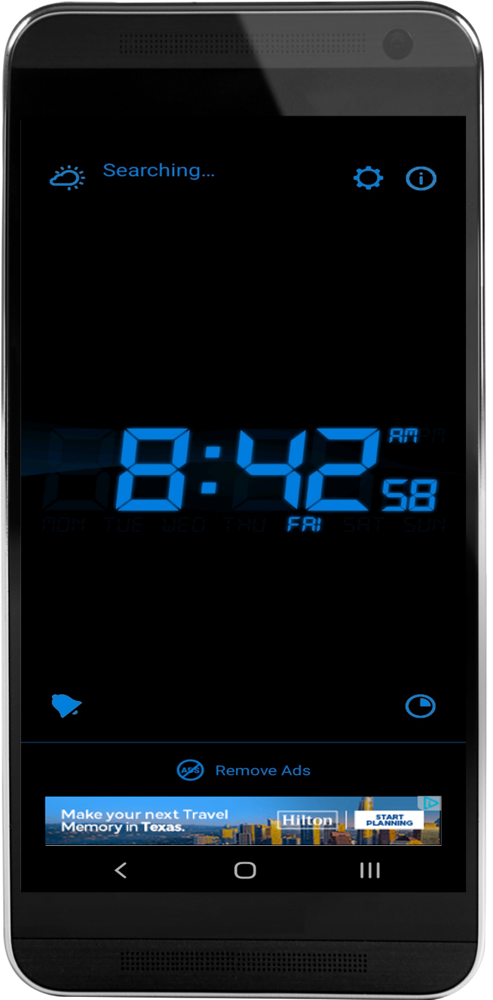 Searching...
8:42 AM PM
58
MON TUE WED THU FRI SAT SUN
ADS Remove Ads
Make your next Travel
Memory in Texas.
Hilton
START
PLANNING